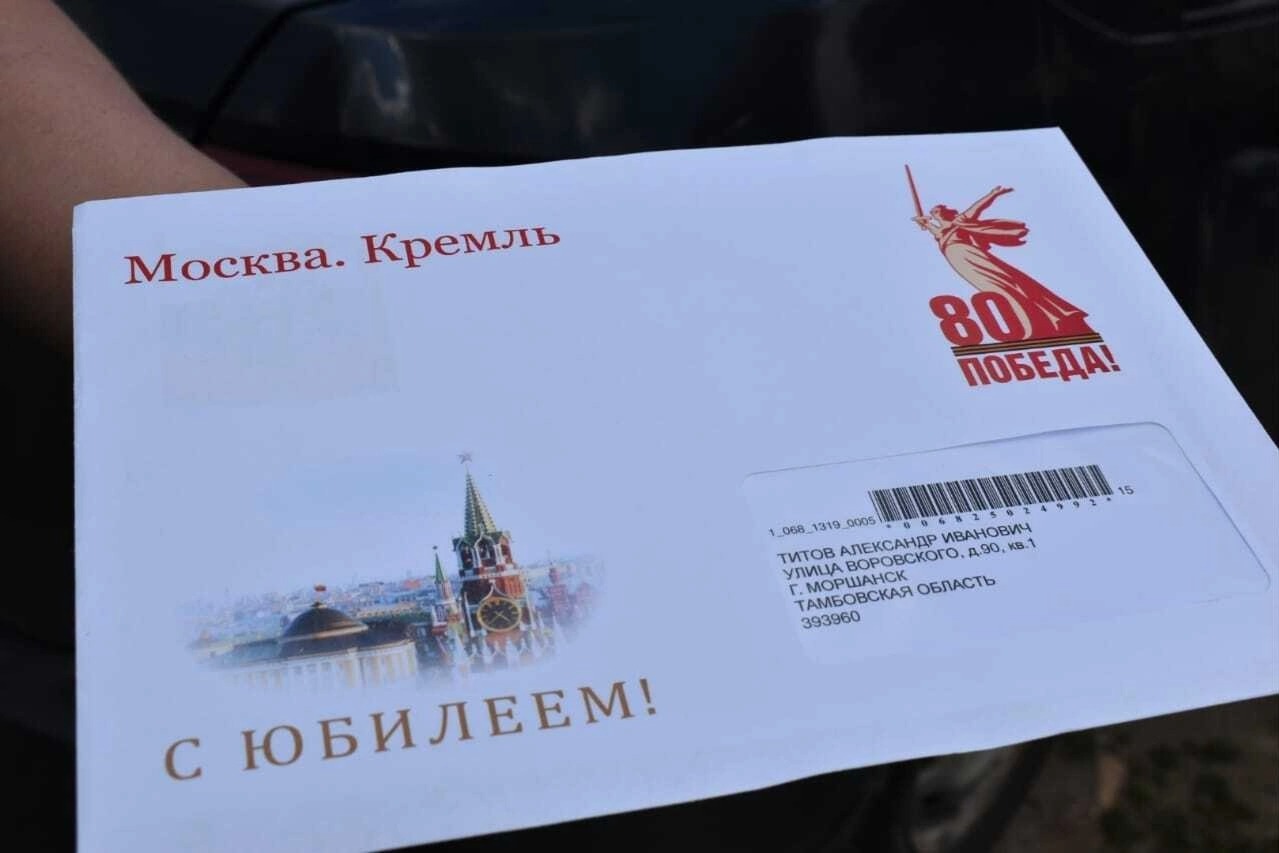 Москва. Кремль
80
ПОБЕДА!
1_068_1319_0005
*006825024992*
15
ТИТОВ АЛЕКСАНДР ИВАНОВИЧ
УЛИЦА ВОРОВСКОГО, д.90, кв.1
Г. МОРШАНСК
ТАМБОВСКАЯ ОБЛАСТЬ
393960
С ЮБИЛЕЕМ!